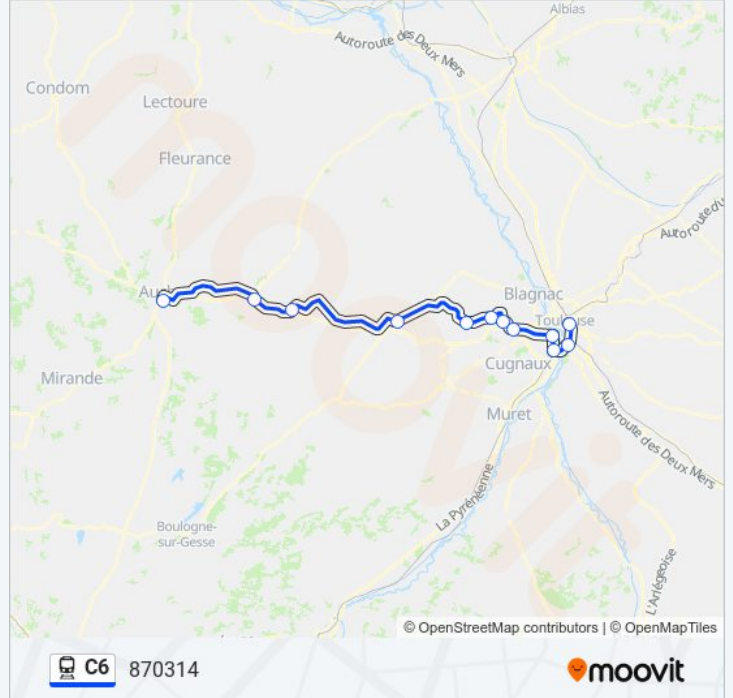 Albias
Autoroute des Deux Mers
Condom
Lectoure
Fleurance
Autoroute du
Auch
Blagnac
Toulouse
Cugnaux
Mirande
Muret
Autoroute des Deux Mers
La Pyrénéenne
Boulogne-
sur-Gesse
L'Ariégeoise
© OpenStreetMap contributors | © OpenMapTiles
C6 870314
moovit